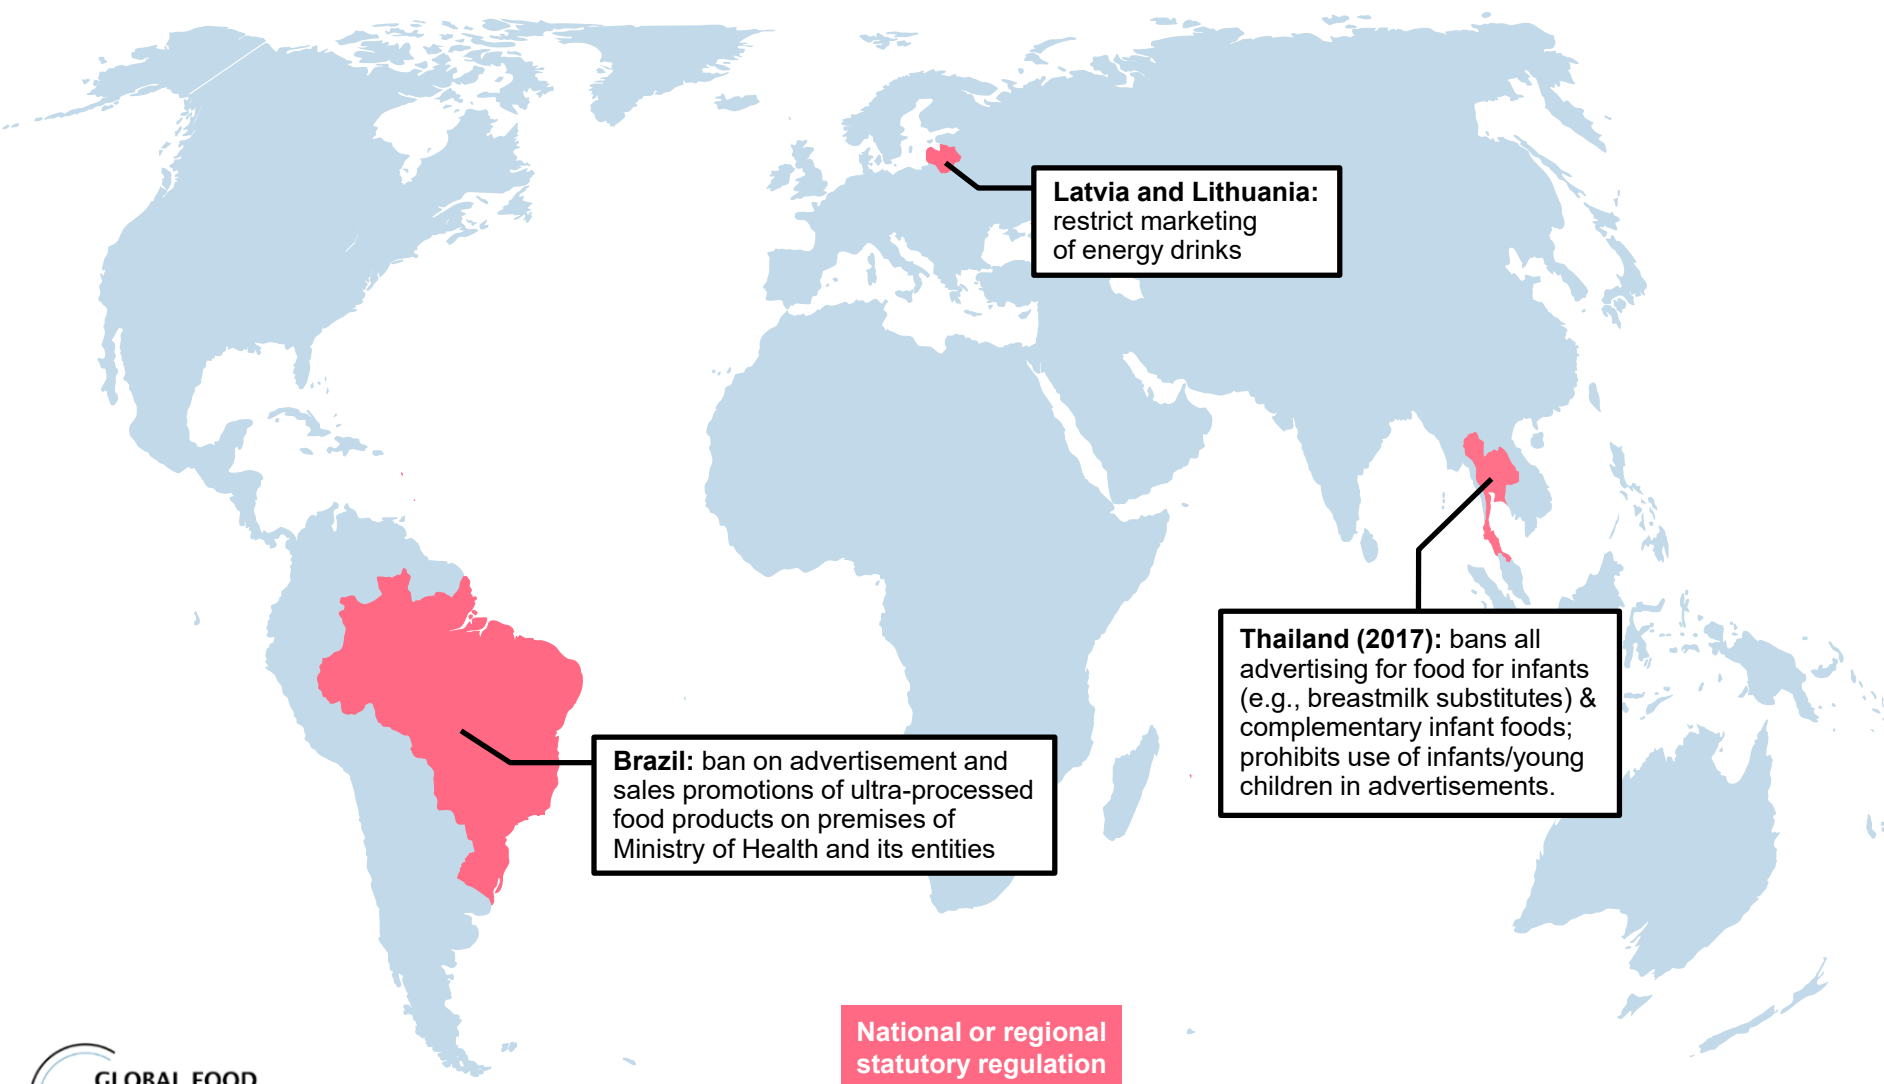 Latvia and Lithuania:
restrict marketing
of energy drinks
Thailand (2017): bans all
advertising for food for infants
(e.g., breastmilk substitutes) &
complementary infant foods;
prohibits use of infants/young
children in advertisements.
Brazil: ban on advertisement and
sales promotions of ultra-processed
food products on premises of
Ministry of Health and its entities
National or regional
statutory regulation
GLOBAL FOOD